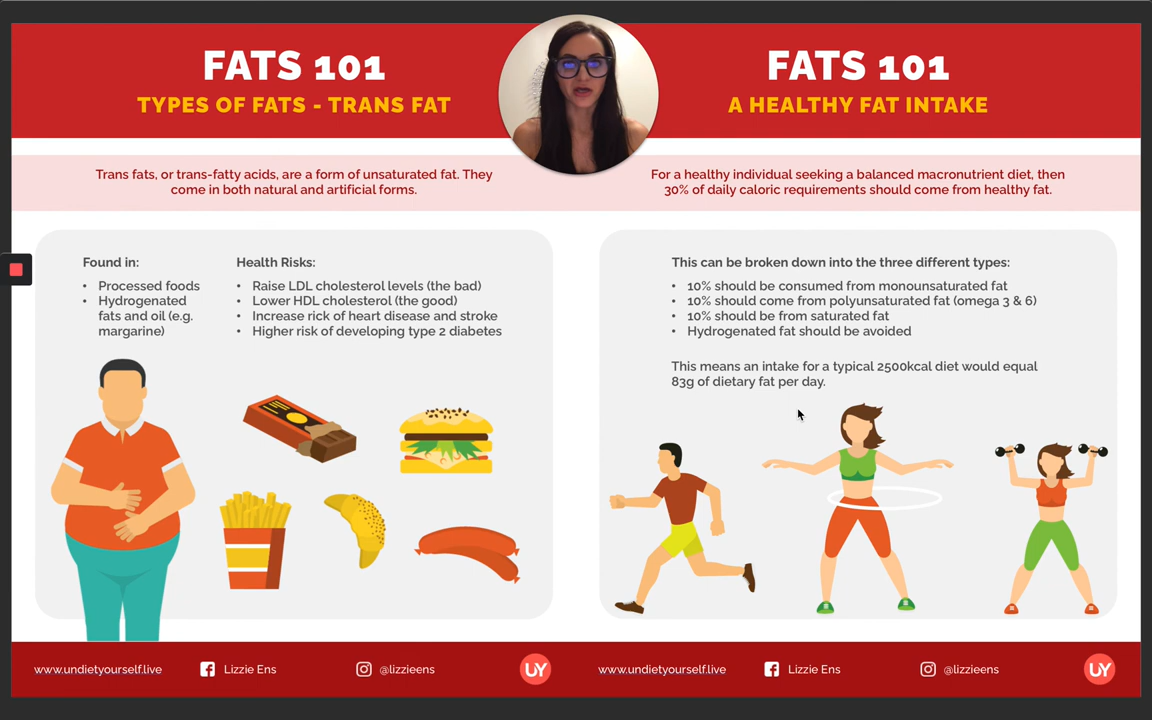 FATS 101
TYPES OF FATS - TRANS FAT
Trans fats, or trans-fatty acids, are a form of unsaturated fat. They
come in both natural and artificial forms.
Found in:
• Processed foods
• Hydrogenated
fats and oil (e.g.
margarine)
Health Risks:
• Raise LDL cholesterol levels (the bad)
• Lower HDL cholesterol (the good)
• Increase rick of heart disease and stroke
• Higher risk of developing type 2 diabetes
www.undietyourself.live
Lizzie Ens
@lizzieens
UY
FATS 101
A HEALTHY FAT INTAKE
For a healthy individual seeking a balanced macronutrient diet, then
30% of daily caloric requirements should come from healthy fat.
This can be broken down into the three different types:
• 10% should be consumed from monounsaturated fat
• 10% should come from polyunsaturated fat (omega 3 & 6)
• 10% should be from saturated fat
• Hydrogenated fat should be avoided
This means an intake for a typical 2500kcal diet would equal
83g of dietary fat per day.
www.undietyourself.live
Lizzie Ens
@lizzieens
UY